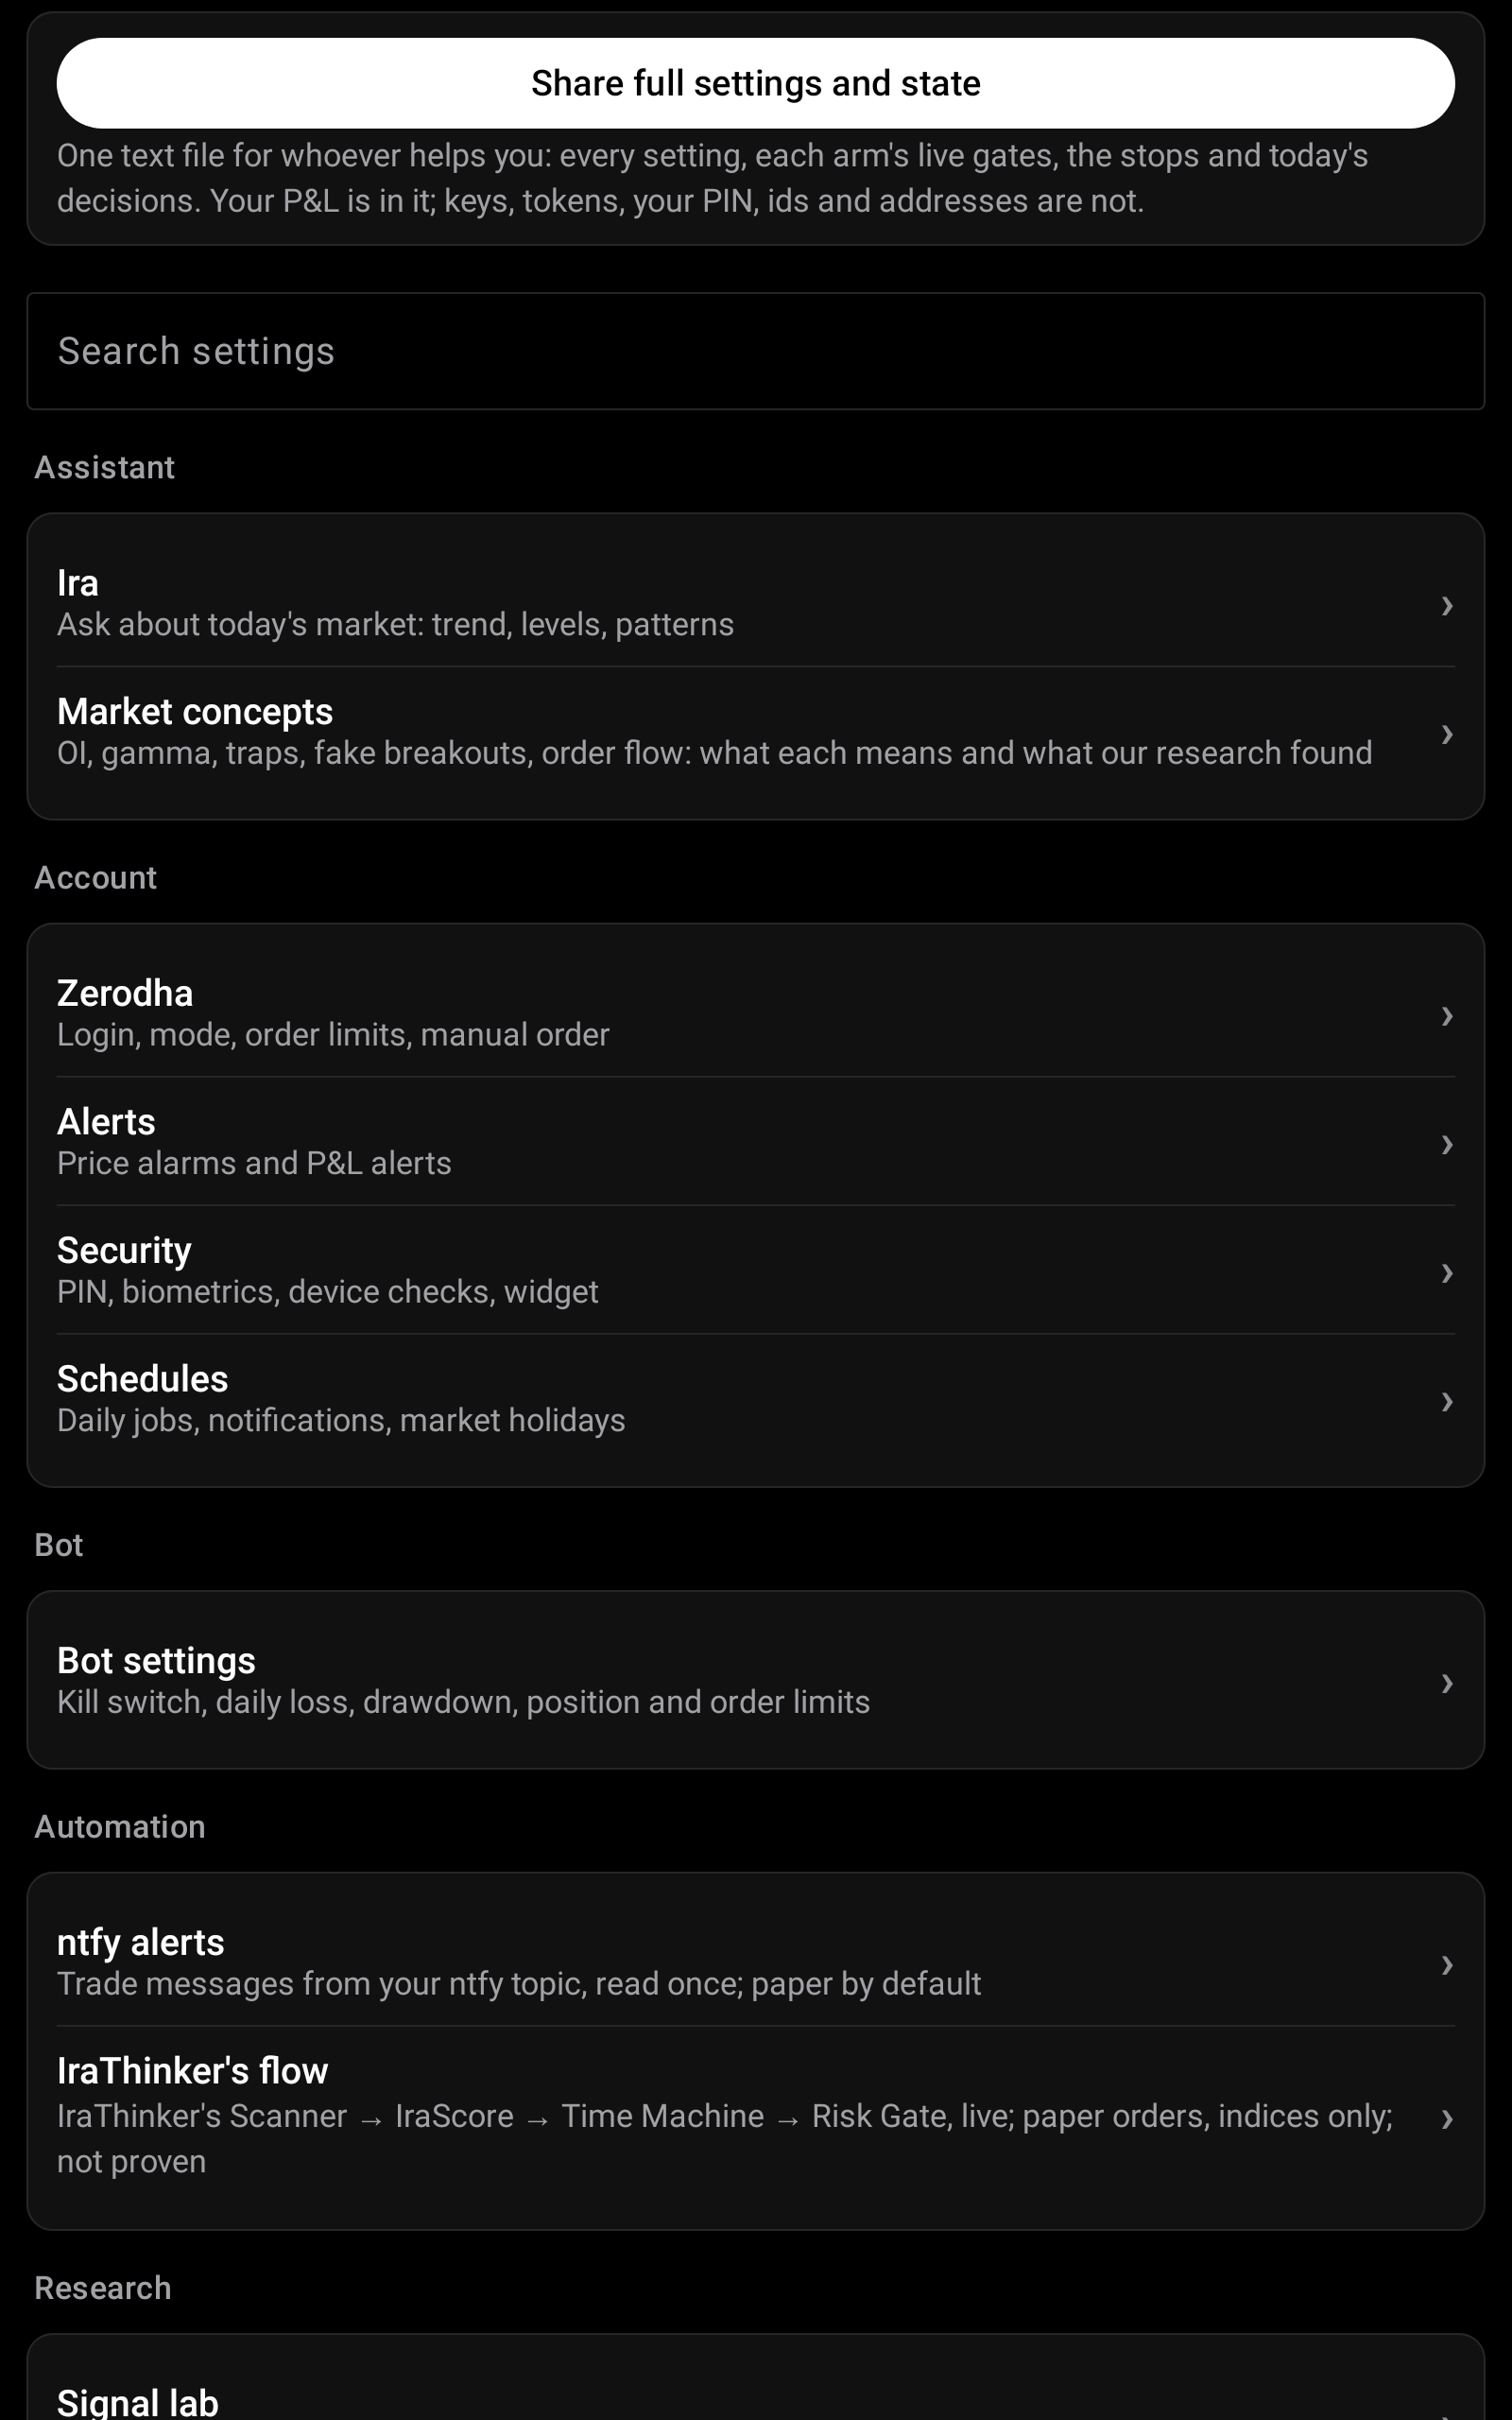 Share full settings and state
One text file for whoever helps you: every setting, each arm's live gates, the stops and today's
decisions. Your P&L is in it; keys, tokens, your PIN, ids and addresses are not.
Search settings
Assistant
Ira
Ask about today's market: trend, levels, patterns
›
Market concepts
OI, gamma, traps, fake breakouts, order flow: what each means and what our research found
›
Account
Zerodha
Login, mode, order limits, manual order
›
Alerts
Price alarms and P&L alerts
›
Security
PIN, biometrics, device checks, widget
›
Schedules
Daily jobs, notifications, market holidays
›
Bot
Bot settings
Kill switch, daily loss, drawdown, position and order limits
›
Automation
ntfy alerts
Trade messages from your ntfy topic, read once; paper by default
›
IraThinker's flow
IraThinker's Scanner → IraScore → Time Machine → Risk Gate, live; paper orders, indices only;
not proven
›
Research
Signal lab